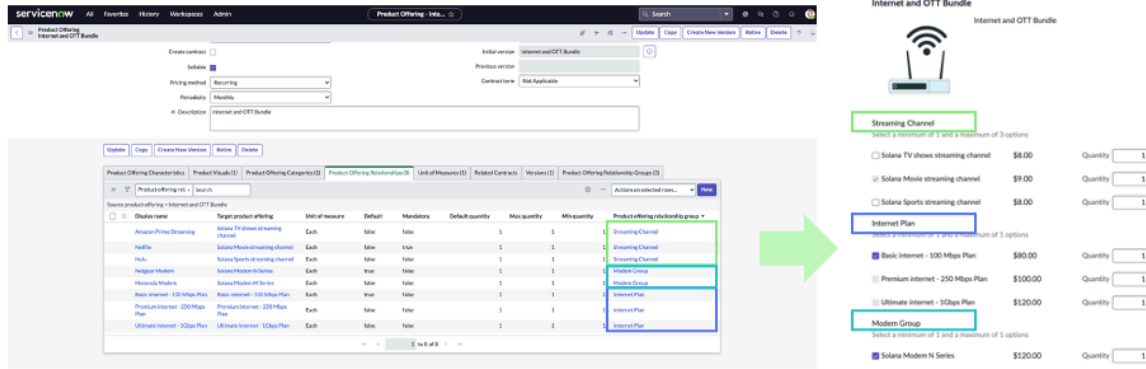 servicenow All Favorites History Workspaces Admin Product Offering - Inte... ☆ Search
Product Offering
Internet and OTT Bundle
Update Copy Create New Version Retire Delete
Create contract
Initial version Internet and OTT Bundle
Sellable
Previous version
Pricing method Recurring
Contract term Not Applicable
Periodicity Monthly
Description Internet and OTT Bundle
Update Copy Create New Version Retire Delete
Product Offering Characteristics Product Visuals (1) Product Offering Categories (5) Product Offering Relationships (8) Unit of Measures (1) Related Contracts Versions (1) Product Offering Relationship Groups (3)
Product offering rel Search Actions on selected rows... New
Source product offering = Internet and OTT Bundle
Display name Target product offering Unit of measure Default Mandatory Default quantity Max quantity Min quantity Product offering relationship group
Amazon Prime Streaming Solana TV shows streaming channel Each false false 1 1 1 Streaming Channel
Netflix Solana Movie streaming channel Each false true 1 1 1 Streaming Channel
Hulu Solana Sports streaming channel Each false false 1 1 1 Streaming Channel
Netgear Modem Solana Modem N Series Each true false 1 1 1 Modem Group
Motorola Modem Solana Modem M Series Each false false 1 1 1 Modem Group
Basic internet - 100 Mbps Plan Basic internet - 100 Mbps Plan Each true false 1 1 1 Internet Plan
Premium internet - 250 Mbps Plan Premium internet - 250 Mbps Plan Each false false 1 1 1 Internet Plan
Ultimate internet - 1Gbps Plan Ultimate internet - 1Gbps Plan Each false false 1 1 1 Internet Plan
1 to 8 of 8
Internet and OTT Bundle
Internet and OTT Bundle
Streaming Channel
Select a minimum of 1 and a maximum of 3 options
Solana TV shows streaming channel $8.00 Quantity 1
Solana Movie streaming channel $9.00 Quantity 1
Solana Sports streaming channel $8.00 Quantity 1
Internet Plan
Select a minimum of 1 and a maximum of 1 options
Basic internet - 100 Mbps Plan $80.00 Quantity 1
Premium internet - 250 Mbps Plan $100.00 Quantity 1
Ultimate internet - 1Gbps Plan $120.00 Quantity 1
Modem Group
Select a minimum of 1 and a maximum of 1 options
Solana Modem N Series $120.00 Quantity 1